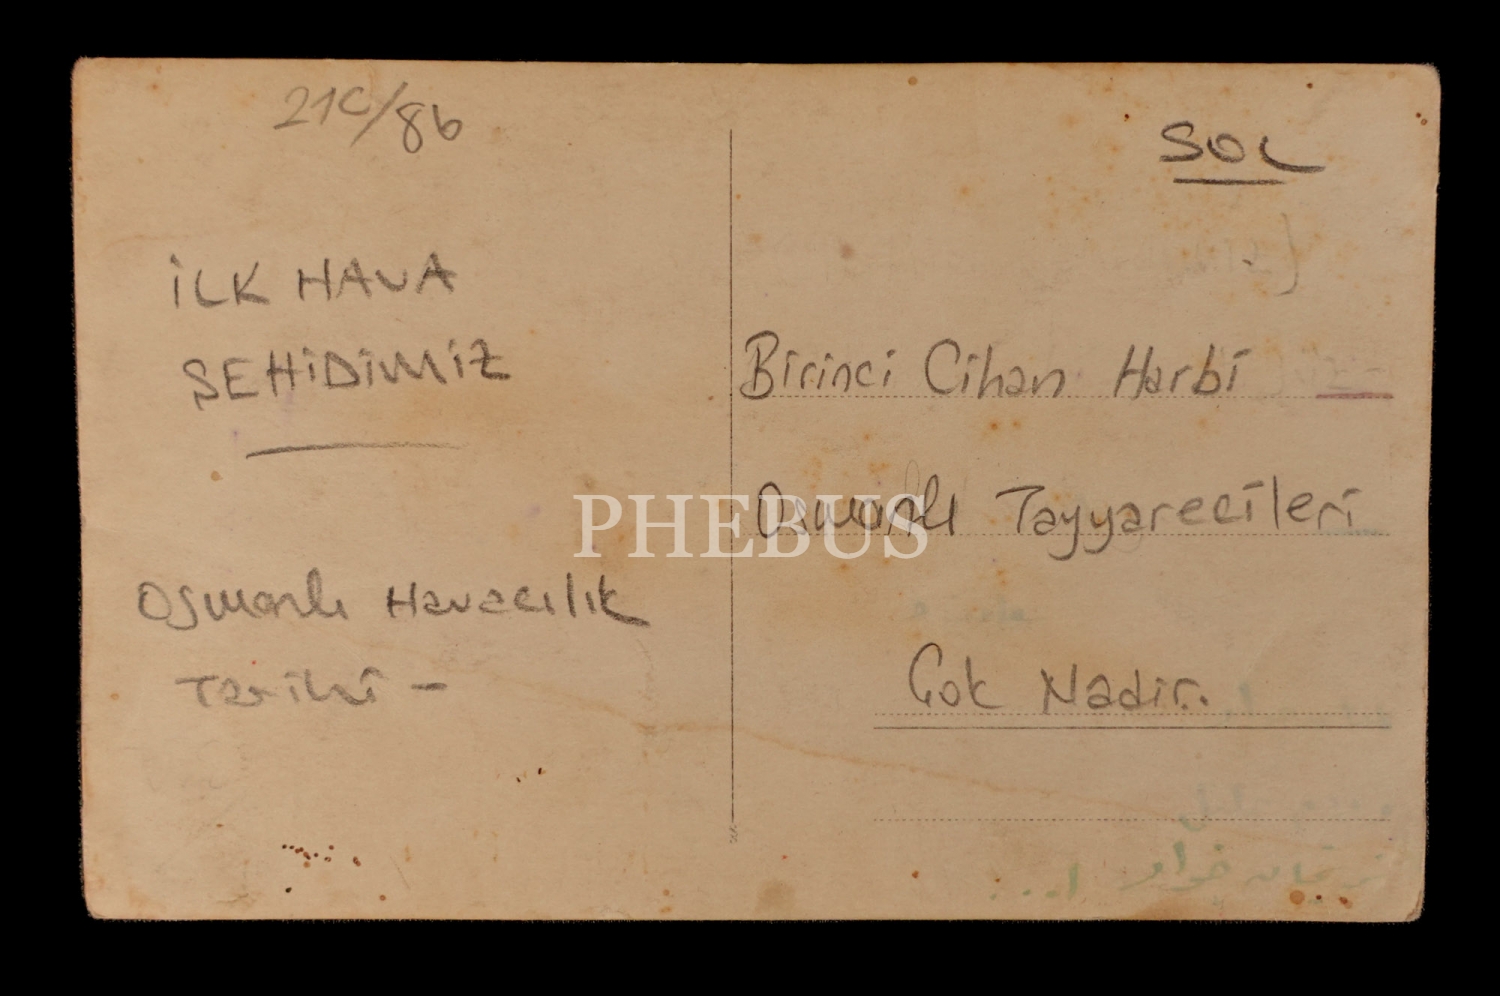 21C/86
SOL
İLK HAVA
ŞEHİDİMİZ
Birinci Cihan Harbi
Osmanlı Tayyarecileri
Osmanlı Havacılık
Tarihi -
Çok Nadir.
PHEBUS